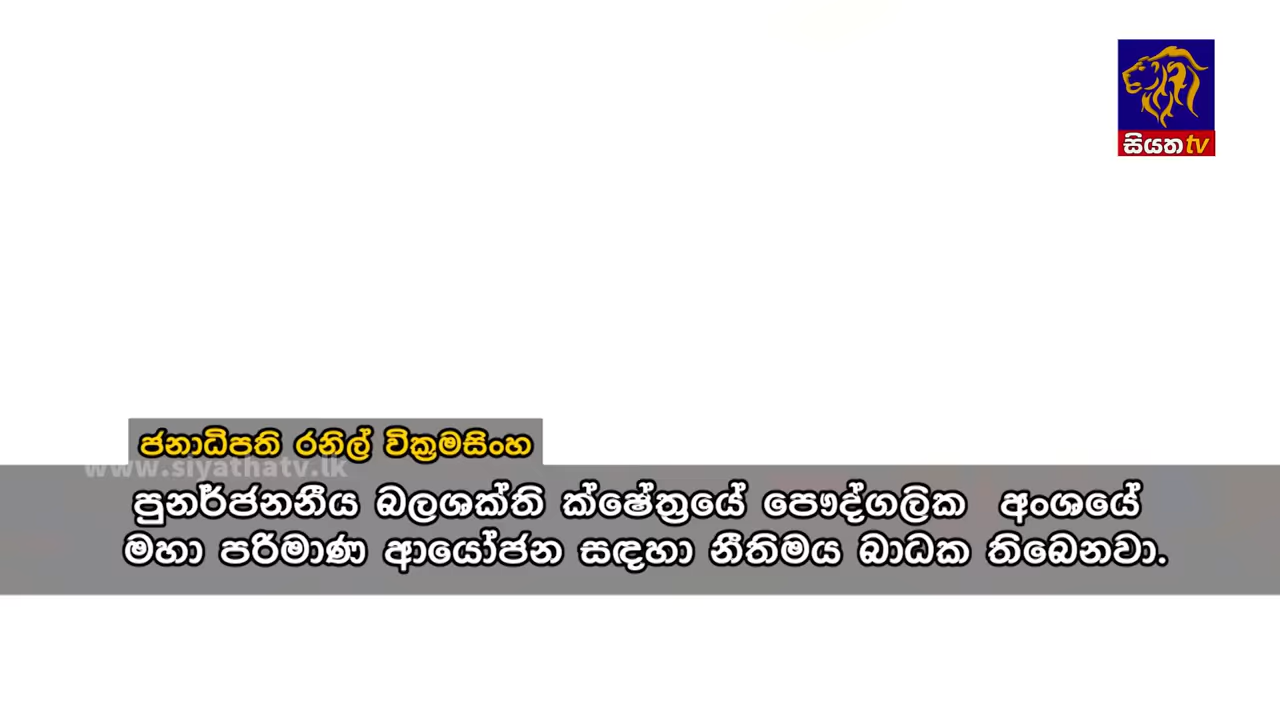 සියත tv
ජනාධිපති රනිල් වික්‍රමසිංහ
www.siyathatv.lk
පුනර්ජනනීය බලශක්ති ක්ෂේත්‍රයේ පෞද්ගලික අංශයේ
මහා පරිමාණ ආයෝජන සඳහා නීතිමය බාධක තිබෙනවා.